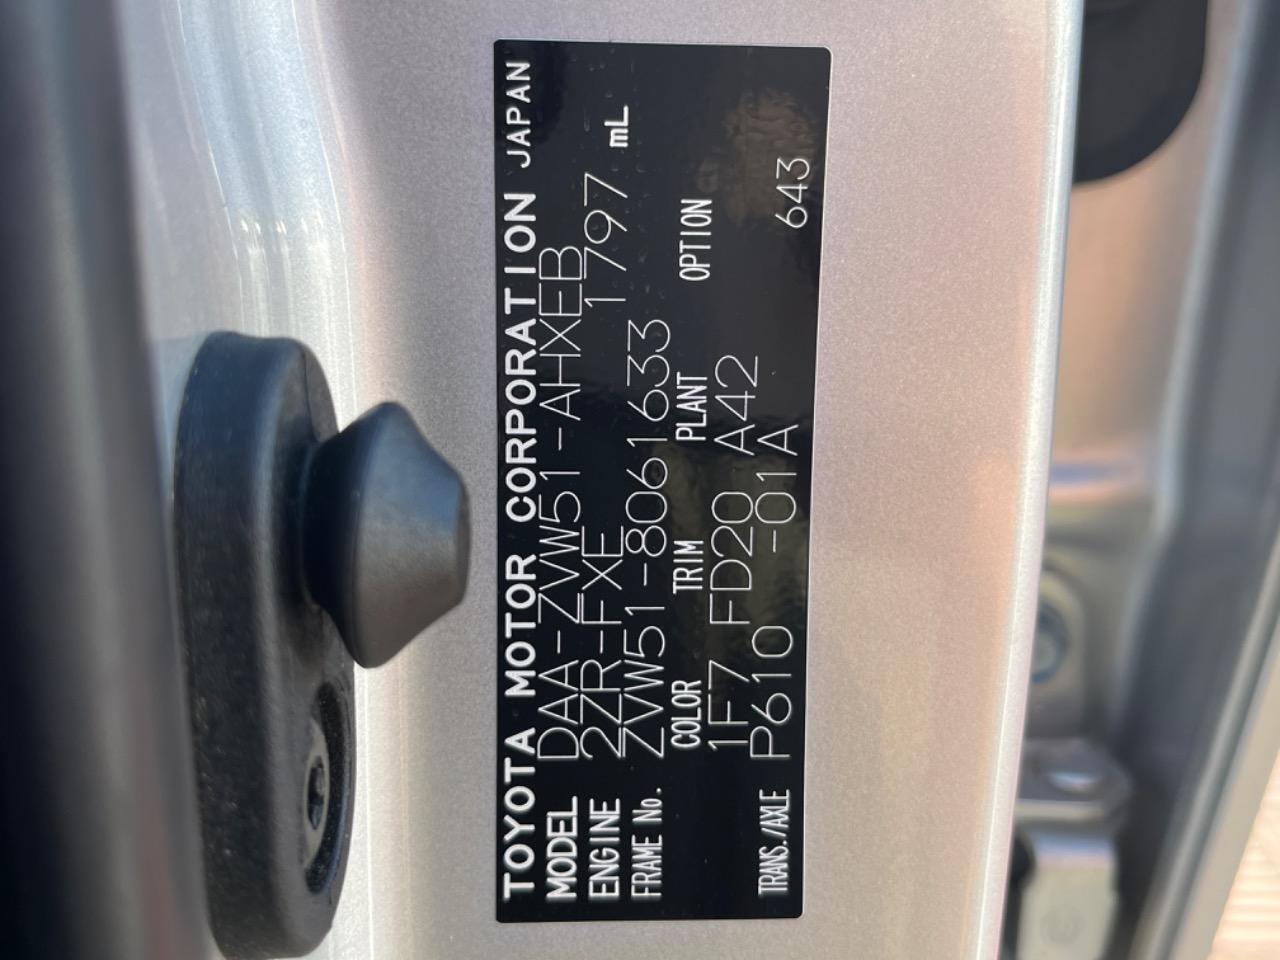 TOYOTA MOTOR CORPORATION JAPAN
MODEL DAA-ZVW51-AHXEB
ENGINE 2ZR-FXE 1797 mL
FRAME No. ZVW51-8061633
COLOR TRIM PLANT OPTION
1F7 FD20 A42
TRANS./AXLE P610 -01A 643